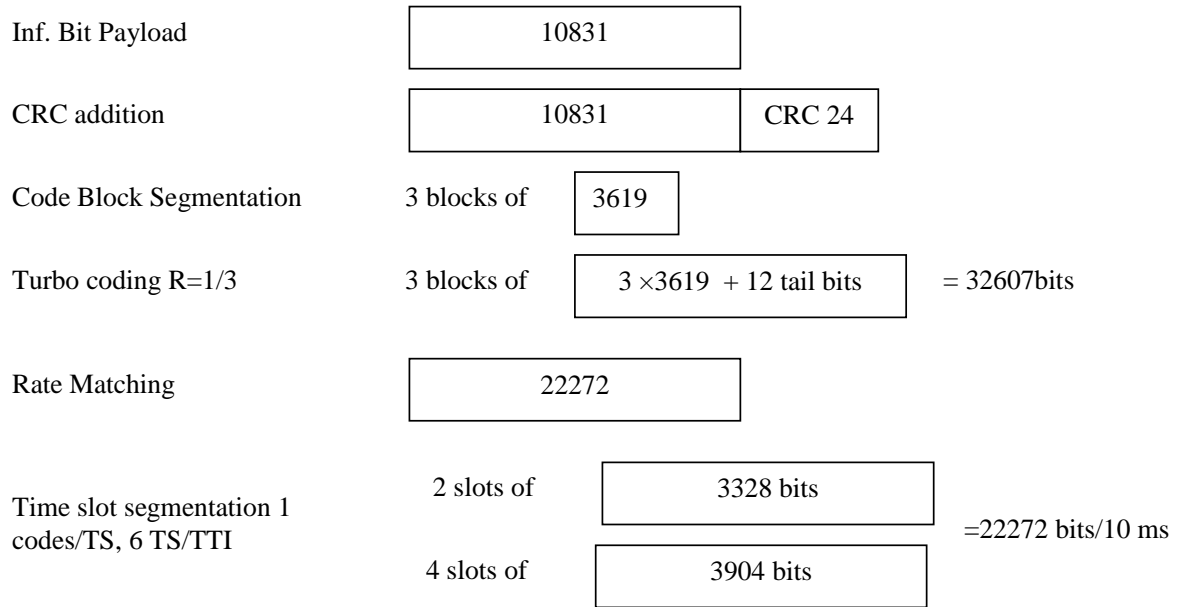 Inf. Bit Payload 10831
CRC addition 10831 CRC 24
Code Block Segmentation 3 blocks of 3619
Turbo coding R=1/3 3 blocks of 3 ×3619 + 12 tail bits = 32607bits
Rate Matching 22272
2 slots of 3328 bits
Time slot segmentation 1
codes/TS, 6 TS/TTI
=22272 bits/10 ms
4 slots of 3904 bits